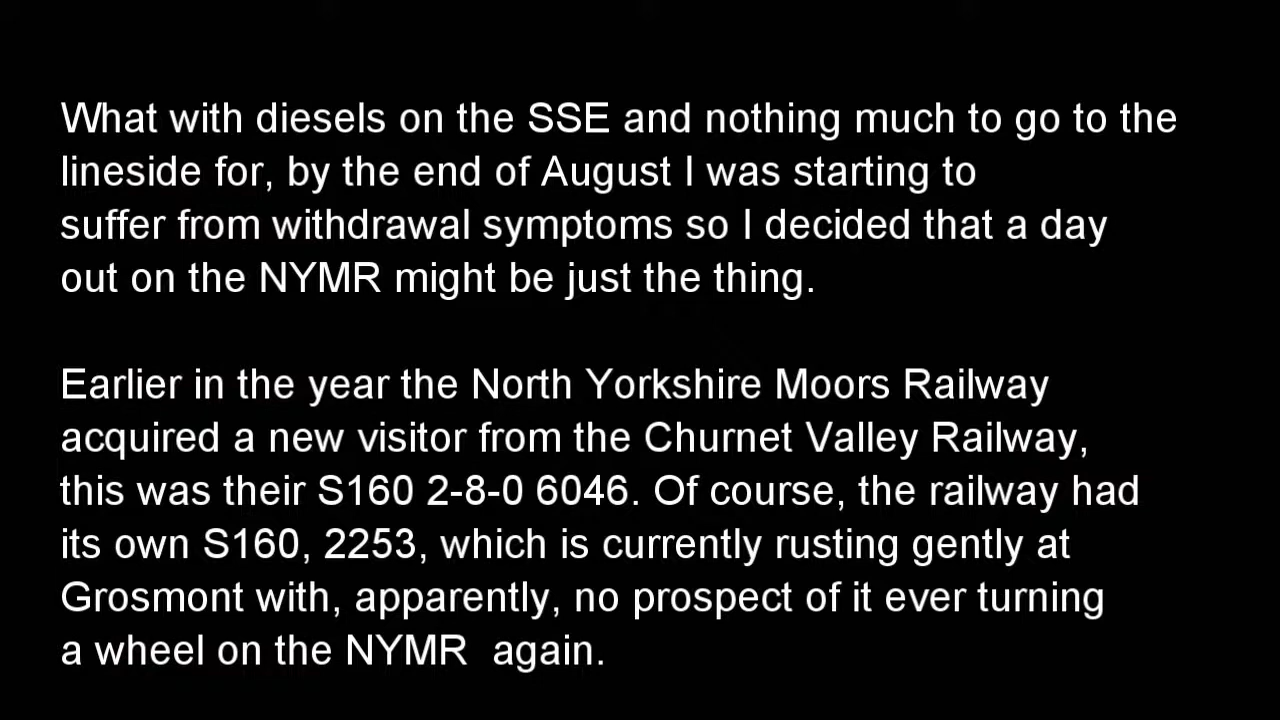 What with diesels on the SSE and nothing much to go to the
lineside for, by the end of August I was starting to
suffer from withdrawal symptoms so I decided that a day
out on the NYMR might be just the thing.

Earlier in the year the North Yorkshire Moors Railway
acquired a new visitor from the Churnet Valley Railway,
this was their S160 2-8-0 6046. Of course, the railway had
its own S160, 2253, which is currently rusting gently at
Grosmont with, apparently, no prospect of it ever turning
a wheel on the NYMR  again.